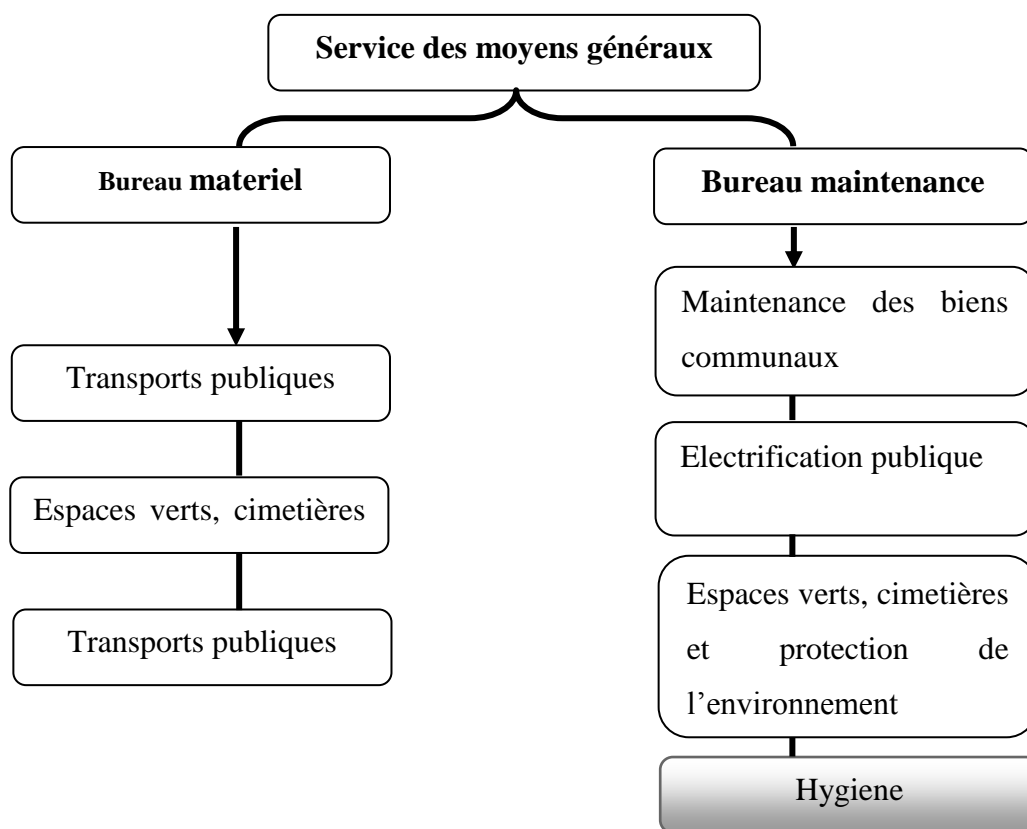 Service des moyens généraux
Bureau materiel
Bureau maintenance
Transports publiques
Espaces verts, cimetières
Transports publiques
Maintenance des biens
communaux
Electrification publique
Espaces verts, cimetières
et protection de
l’environnement
Hygiene